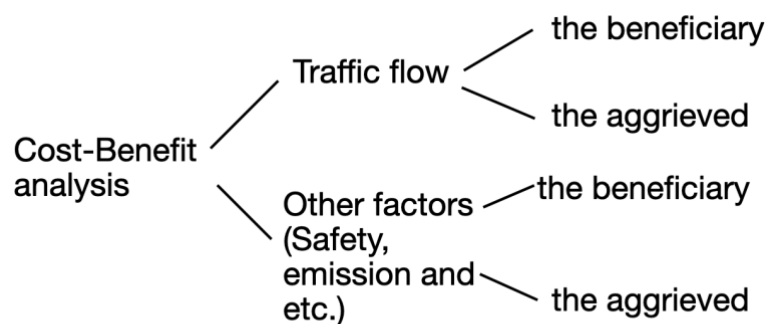 the beneficiary
Traffic flow
the aggrieved
Cost-Benefit
analysis
the beneficiary
Other factors
(Safety,
emission and
etc.)
the aggrieved